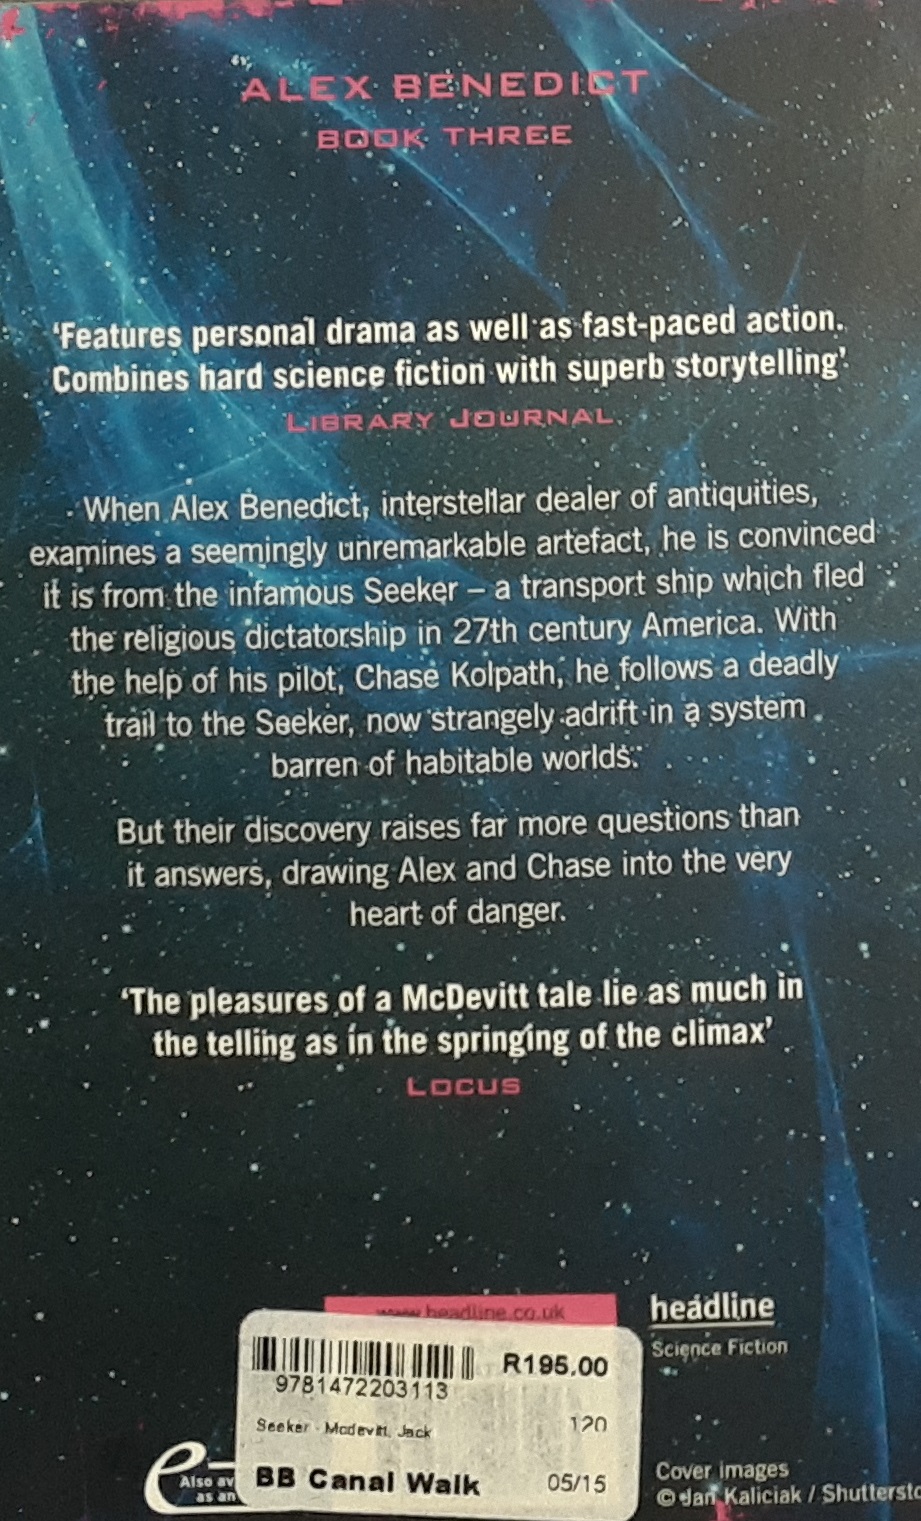 ALEX BENEDICT
BOOK THREE
‘Features personal drama as well as fast-paced action.
Combines hard science fiction with superb storytelling’
LIBRARY JOURNAL
When Alex Benedict, interstellar dealer of antiquities,
examines a seemingly unremarkable artefact, he is convinced
it is from the infamous Seeker – a transport ship which fled
the religious dictatorship in 27th century America. With
the help of his pilot, Chase Kolpath, he follows a deadly
trail to the Seeker, now strangely adrift in a system
barren of habitable worlds.
But their discovery raises far more questions than
it answers, drawing Alex and Chase into the very
heart of danger.
‘The pleasures of a McDevitt tale lie as much in
the telling as in the springing of the climax’
LOCUS
www.headline.co.uk
headline
Science Fiction
R195.00
9781472203113
Seeker - Mcdevitt, Jack 120
BB Canal Walk 05/15
e
Also av
as an
Cover images
© Jan Kaliciak / Shuttersto